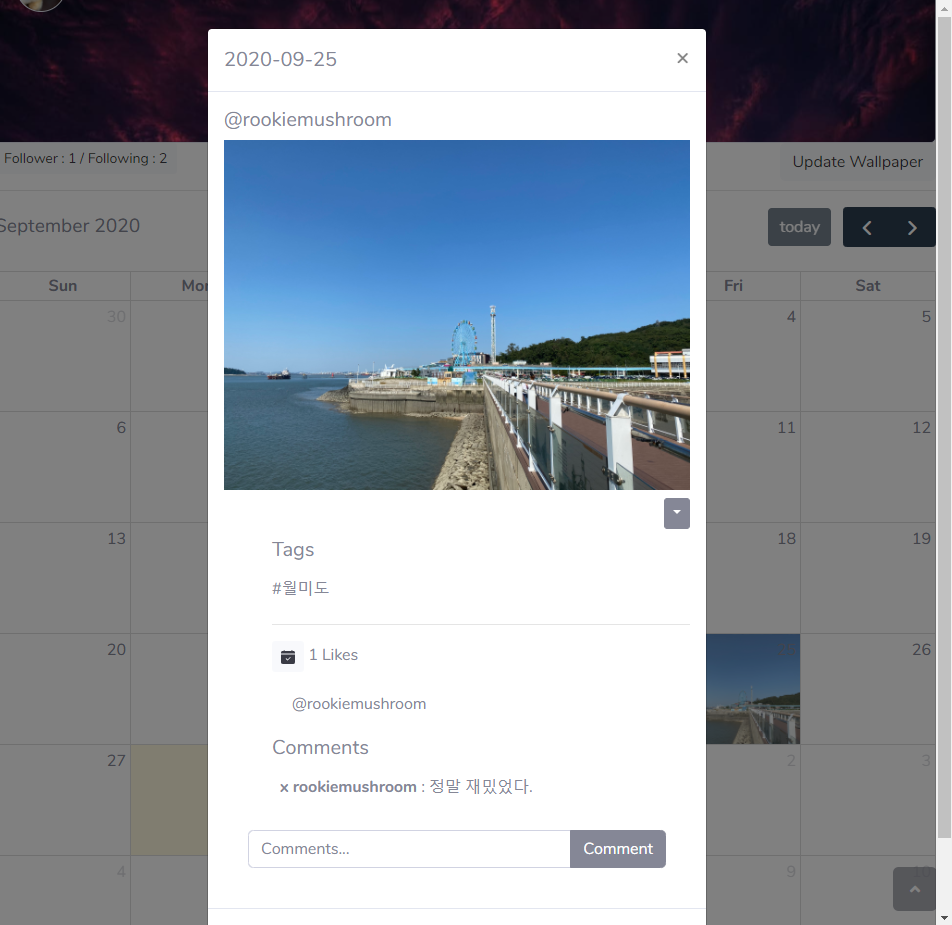 2020-09-25
×
@rookiemushroom
Follower : 1 / Following : 2
Update Wallpaper
September 2020
today
Sun
Fri
Sat
30
4
5
6
11
12
13
18
19
20
26
27
2
3
4
9
10
Tags
#월미도
1 Likes
@rookiemushroom
Comments
x rookiemushroom : 정말 재밌었다.
Comments...
Comment